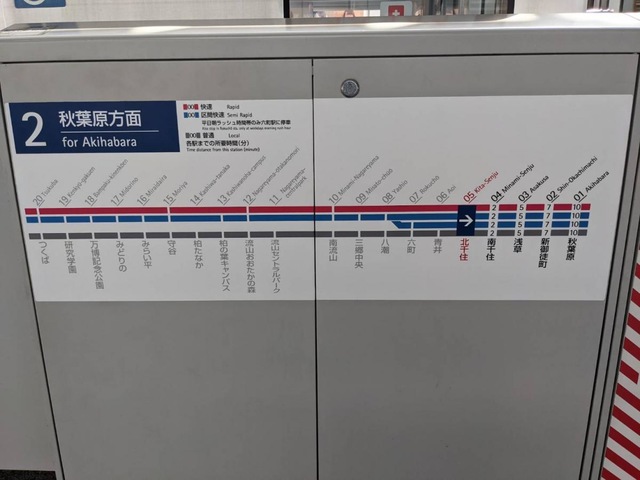 2
秋葉原方面
for Akihabara
快速 Rapid
区間快速 Semi Rapid
平日朝ラッシュ時間帯のみ六町駅に停車
普通 Local
各駅までの所要時間(分)
Time distance from this station (minute)
20 Tsukuba
19 Kenkyu-gakuen
18 Bampaku-kinenkōen
17 Midorino
16 Miraidaira
15 Moriya
14 Kashiwa-tanaka
13 Kashiwanoha-campus
12 Nagareyama-otakanomori
11 Nagareyama-centralpark
10 Minami-Nagareyama
09 Misato-chūō
08 Yashio
07 Rokuchō
06 Aoi
05 Kita-Senju
04 Minami-Senju
03 Asakusa
02 Shin-Okachimachi
01 Akihabara
2 5 7 10
2 5 7 10
2 5 7 10
2 5 7 10
つくば
研究学園
万博記念公園
みどりの
みらい平
守谷
柏たなか
柏の葉キャンパス
流山おおたかの森
流山セントラルパーク
南流山
三郷中央
八潮
六町
青井
北千住
南千住
浅草
新御徒町
秋葉原